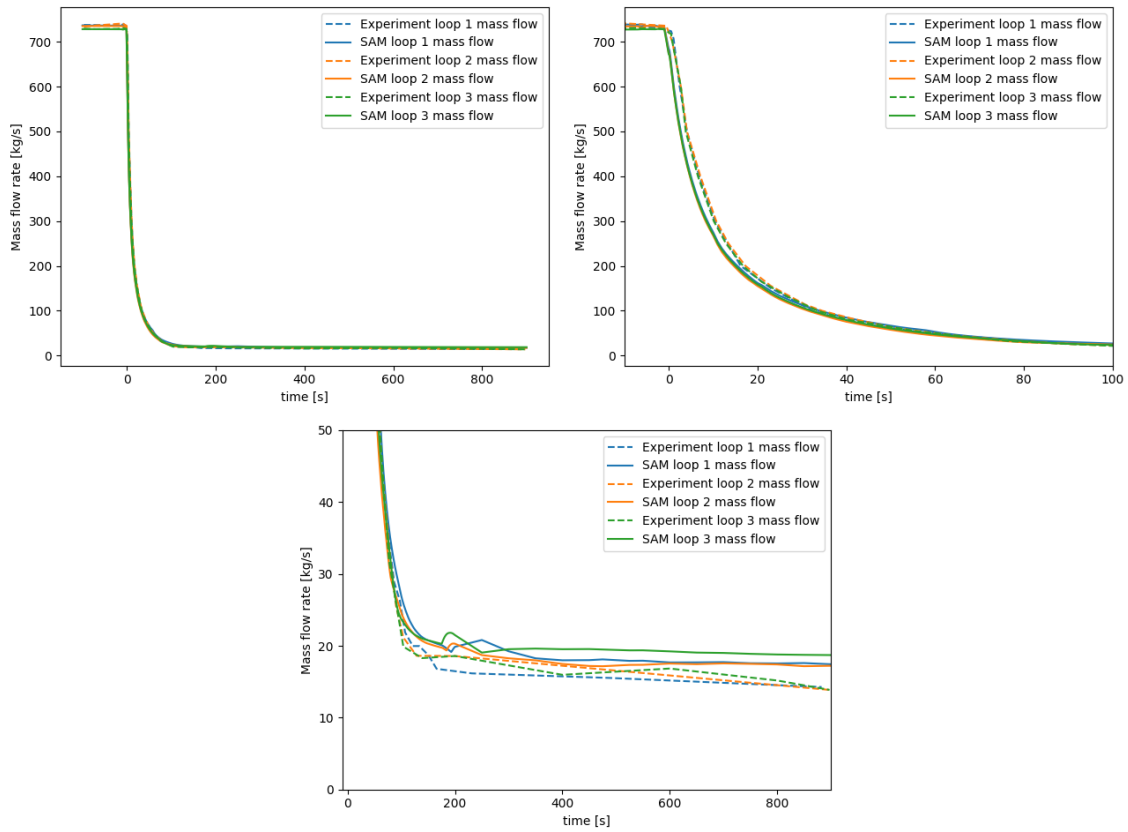 Experiment loop 1 mass flow
SAM loop 1 mass flow
Experiment loop 2 mass flow
SAM loop 2 mass flow
Experiment loop 3 mass flow
SAM loop 3 mass flow
Mass flow rate [kg/s]
700
600
500
400
300
200
100
0
0 200 400 600 800
time [s]
Experiment loop 1 mass flow
SAM loop 1 mass flow
Experiment loop 2 mass flow
SAM loop 2 mass flow
Experiment loop 3 mass flow
SAM loop 3 mass flow
Mass flow rate [kg/s]
700
600
500
400
300
200
100
0
0 20 40 60 80 100
time [s]
Experiment loop 1 mass flow
SAM loop 1 mass flow
Experiment loop 2 mass flow
SAM loop 2 mass flow
Experiment loop 3 mass flow
SAM loop 3 mass flow
Mass flow rate [kg/s]
50
40
30
20
10
0
0 200 400 600 800
time [s]